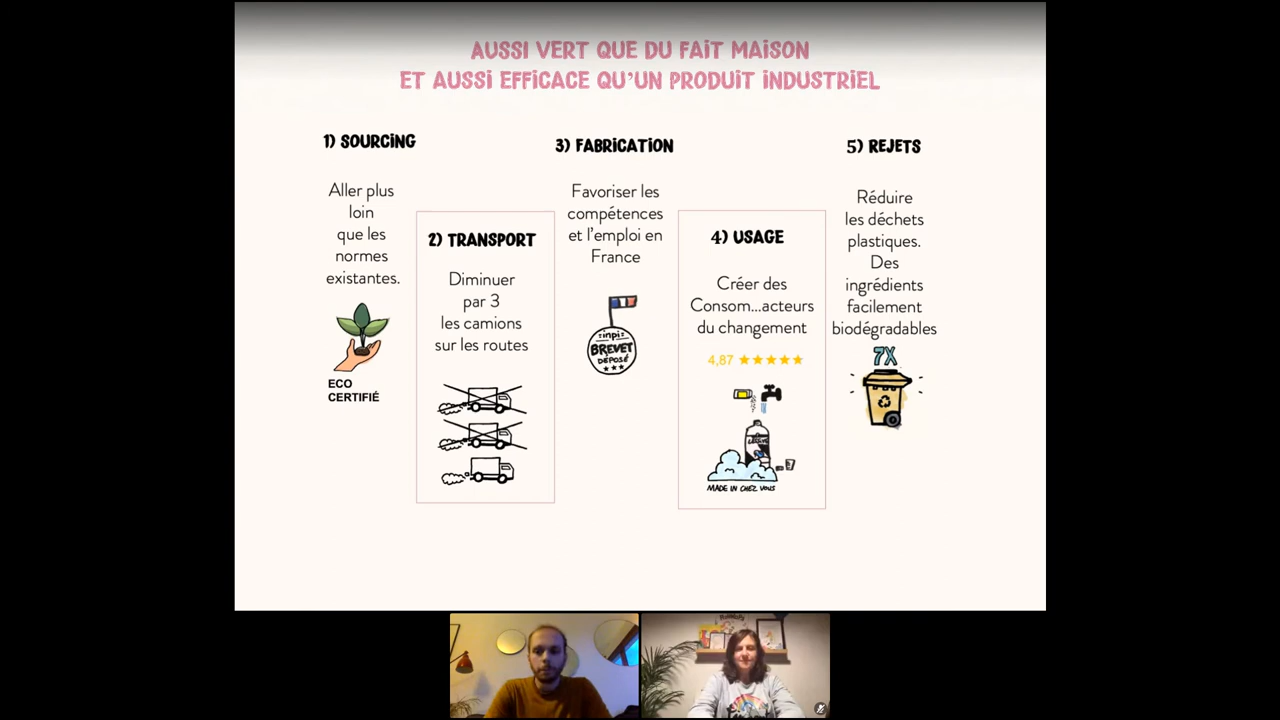 AUSSI VERT QUE DU FAIT MAISON
ET AUSSI EFFICACE QU'UN PRODUIT INDUSTRIEL
1) SOURCING
Aller plus
loin
que les
normes
existantes.
ECO
CERTIFIÉ
2) TRANSPORT
Diminuer
par 3
les camions
sur les routes
3) FABRICATION
Favoriser les
compétences
et l'emploi en
France
inpi
BREVET
DÉPOSÉ
4) USAGE
Créer des
Consom...acteurs
du changement
4,87 ★★★★★
MADE IN CHEZ VOUS
5) REJETS
Réduire
les déchets
plastiques.
Des
ingrédients
facilement
biodégradables
7X